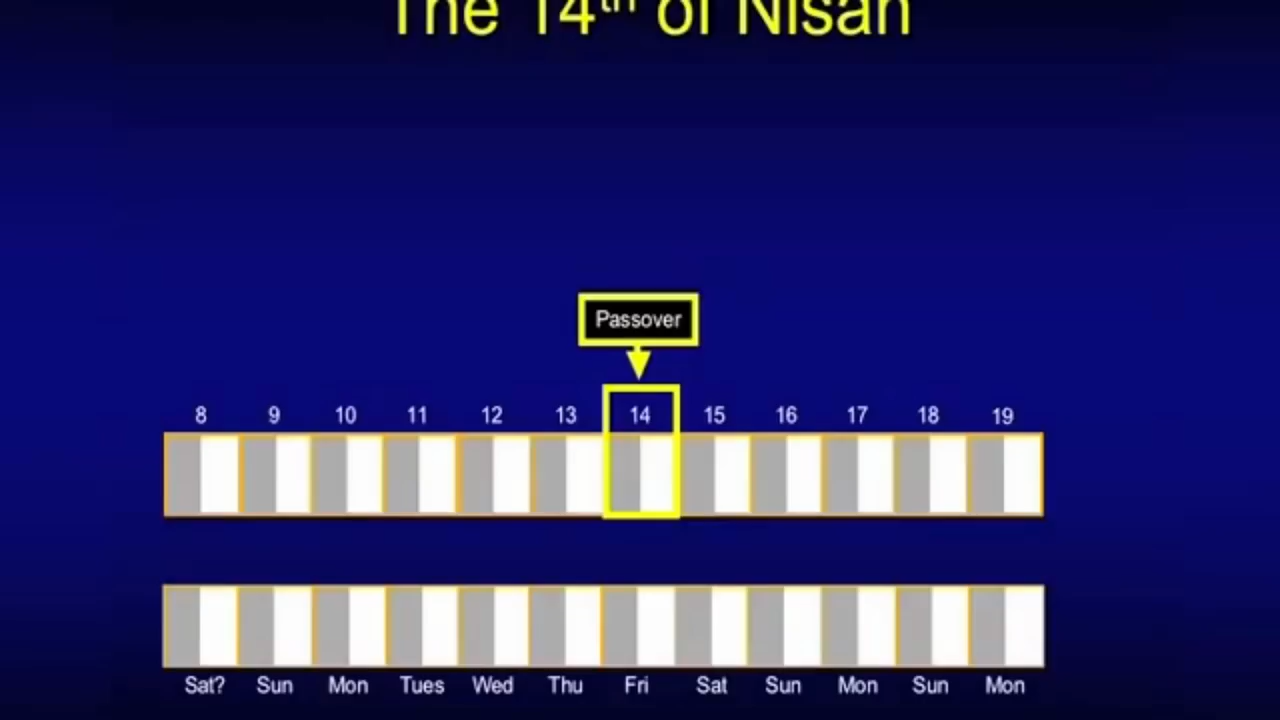 The 14th of Nisan
Passover
8 9 10 11 12 13 14 15 16 17 18 19
Sat? Sun Mon Tues Wed Thu Fri Sat Sun Mon Sun Mon